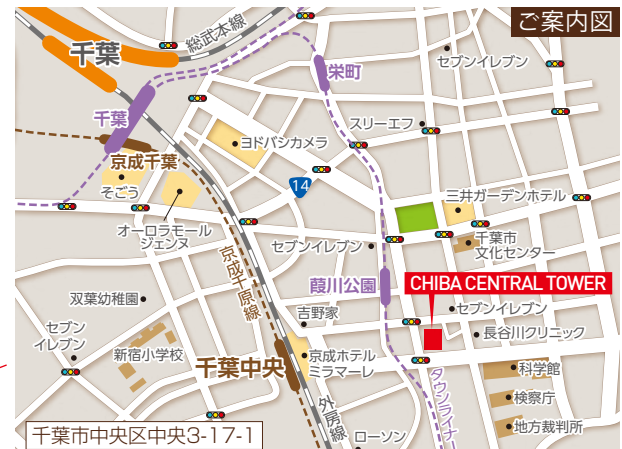 ご案内図
総武本線
千葉
栄町
セブンイレブン
千葉
スリーエフ
ヨドバシカメラ
京成千葉
そごう
14
三井ガーデンホテル
オーロラモール
ジェンヌ
セブンイレブン
千葉市
文化センター
京成千原線
葭川公園
CHIBA CENTRAL TOWER
双葉幼稚園
吉野家
セブンイレブン
セブン
イレブン
長谷川クリニック
新宿小学校
千葉中央
京成ホテル
ミラマーレ
科学館
タウンライナー
検察庁
外房線
千葉市中央区中央3-17-1
ローソン
地方裁判所